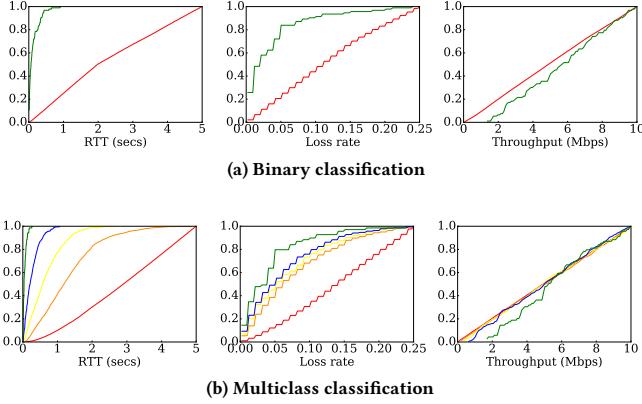 1.0
0.8
0.6
0.4
0.2
0.0
0 1 2 3 4 5
RTT (secs)
1.0
0.8
0.6
0.4
0.2
0.0
0.00 0.05 0.10 0.15 0.20 0.25
Loss rate
1.0
0.8
0.6
0.4
0.2
0.0
0 2 4 6 8 10
Throughput (Mbps)
(a) Binary classification
1.0
0.8
0.6
0.4
0.2
0.0
0 1 2 3 4 5
RTT (secs)
1.0
0.8
0.6
0.4
0.2
0.0
0.00 0.05 0.10 0.15 0.20 0.25
Loss rate
1.0
0.8
0.6
0.4
0.2
0.0
0 2 4 6 8 10
Throughput (Mbps)
(b) Multiclass classification